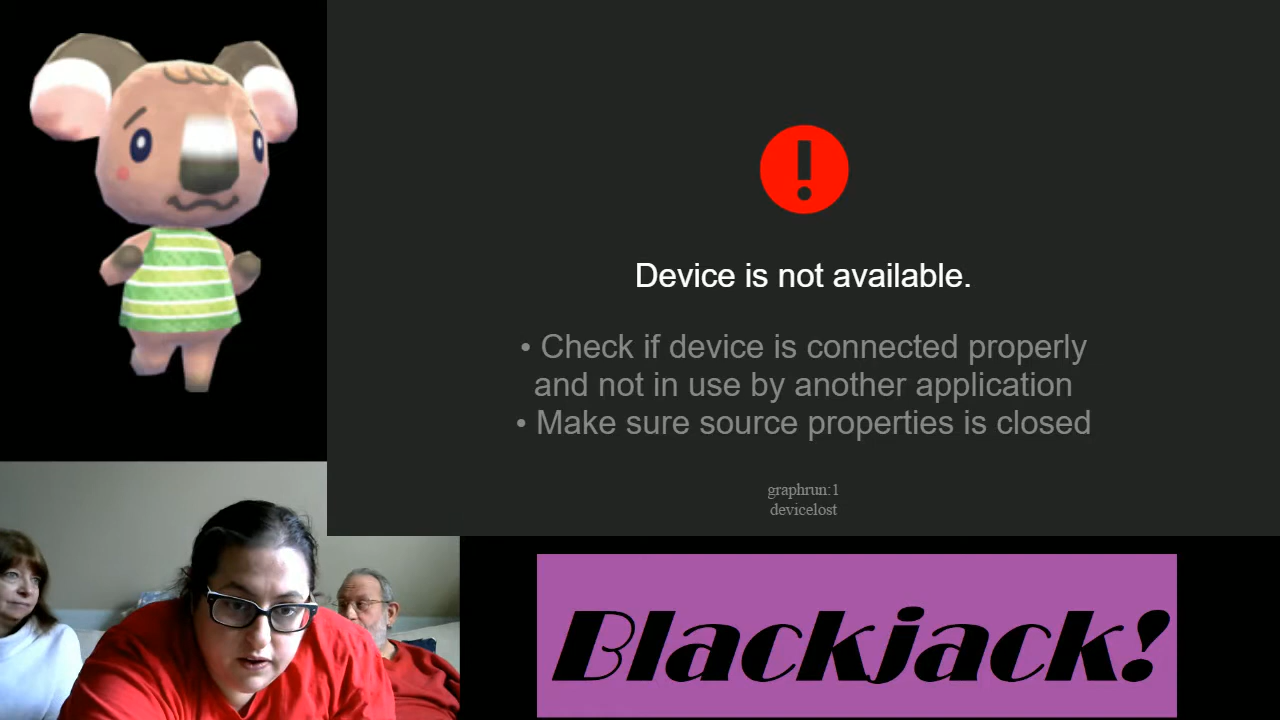 Device is not available.
• Check if device is connected properly
and not in use by another application
• Make sure source properties is closed
graphrun:1
devicelost
Blackjack!